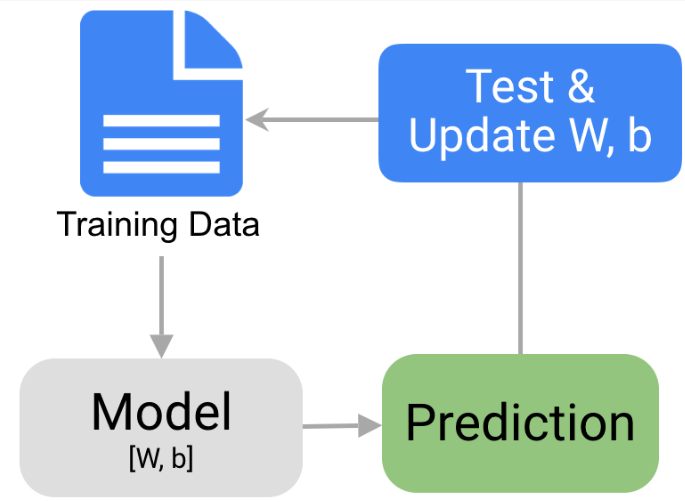 Test &
Update W, b
Training Data
Model
[W, b]
Prediction